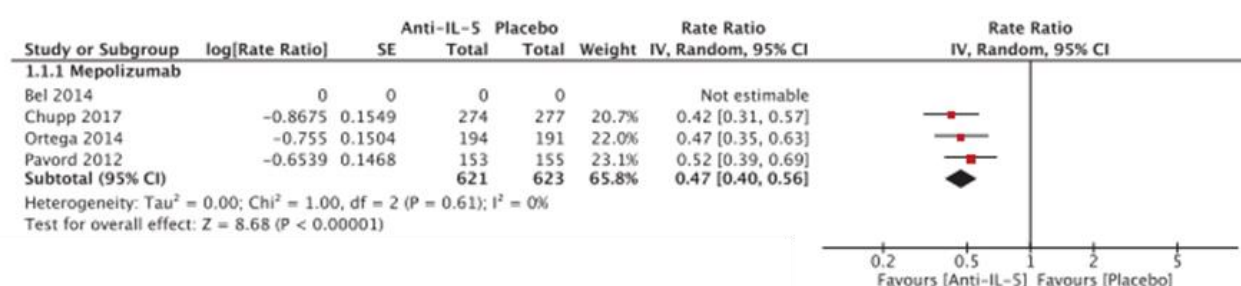 Anti-IL-5 Placebo Rate Ratio Rate Ratio
Study or Subgroup log[Rate Ratio] SE Total Total Weight IV, Random, 95% CI IV, Random, 95% CI
1.1.1 Mepolizumab
Bel 2014 0 0 0 0 Not estimable
Chupp 2017 -0.8675 0.1549 274 277 20.7% 0.42 [0.31, 0.57]
Ortega 2014 -0.755 0.1504 194 191 22.0% 0.47 [0.35, 0.63]
Pavord 2012 -0.6539 0.1468 153 155 23.1% 0.52 [0.39, 0.69]
Subtotal (95% CI) 621 623 65.8% 0.47 [0.40, 0.56]
Heterogeneity: Tau² = 0.00; Chi² = 1.00, df = 2 (P = 0.61); I² = 0%
Test for overall effect: Z = 8.68 (P < 0.00001)
0.2 0.5 1 2 5
Favours [Anti-IL-5] Favours [Placebo]